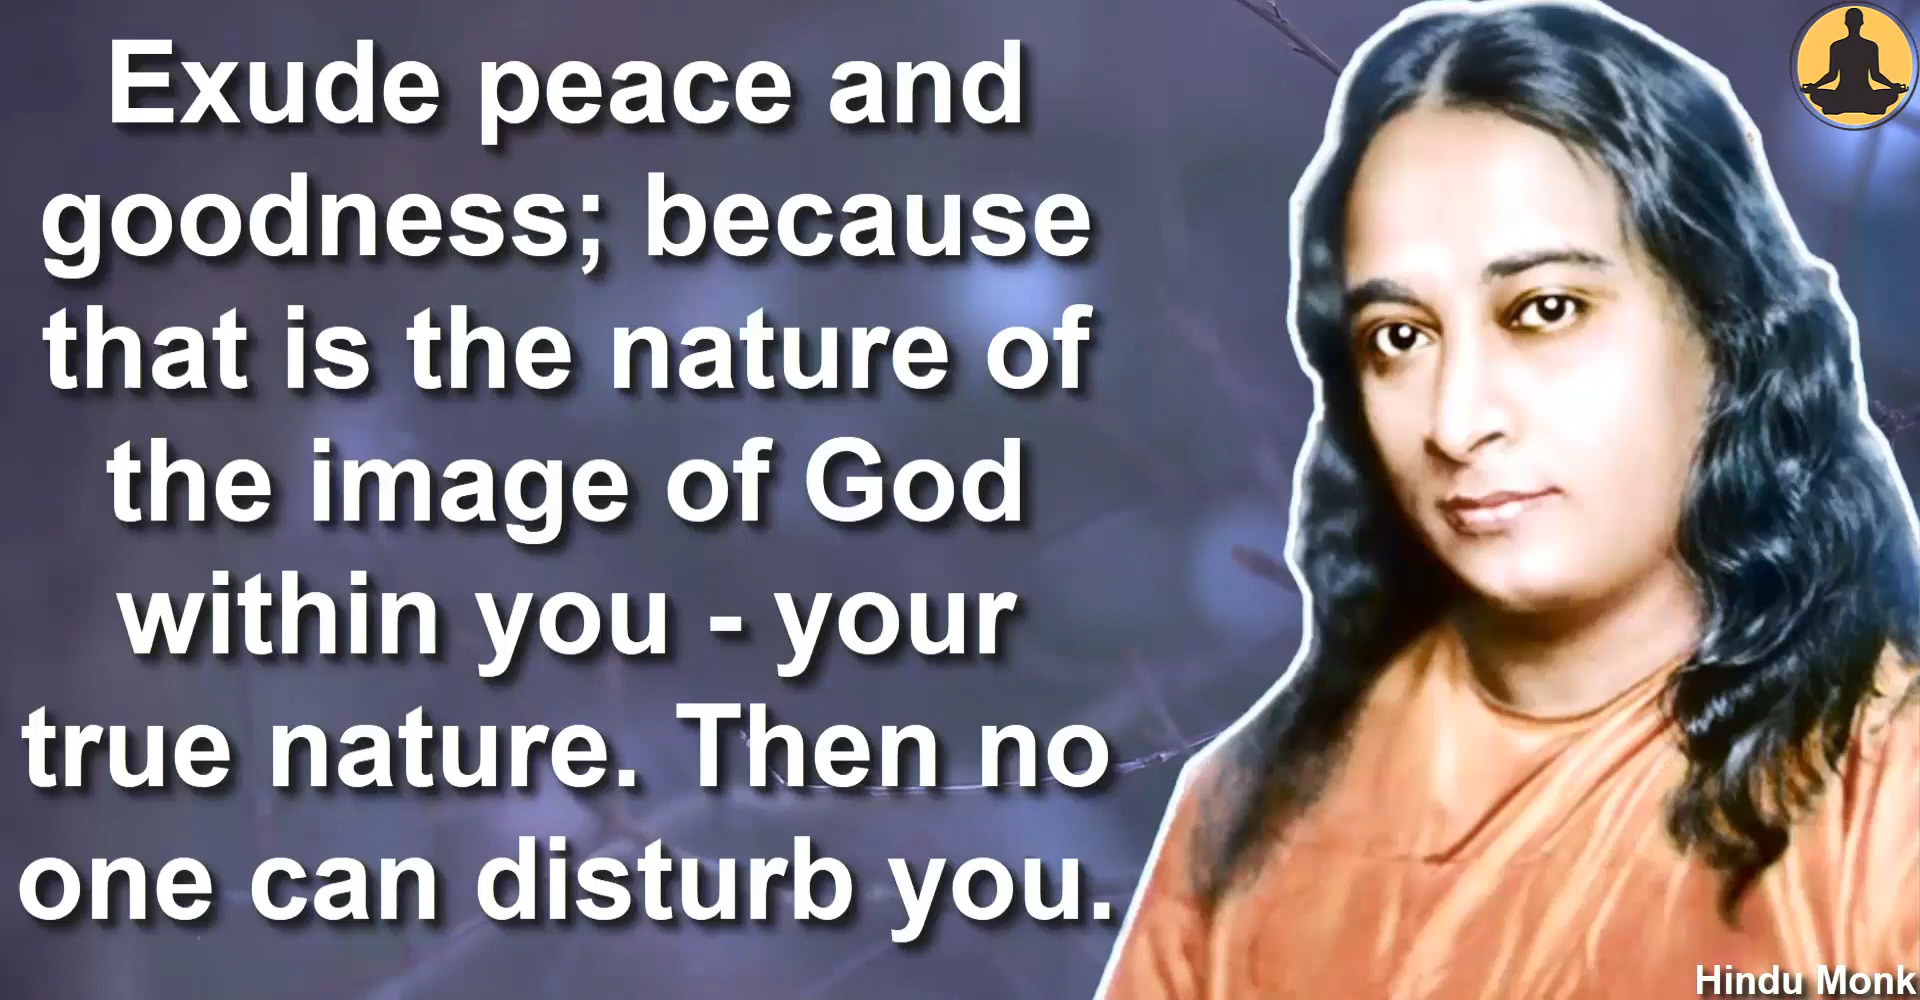 Exude peace and
goodness; because
that is the nature of
the image of God
within you - your
true nature. Then no
one can disturb you.
Hindu Monk